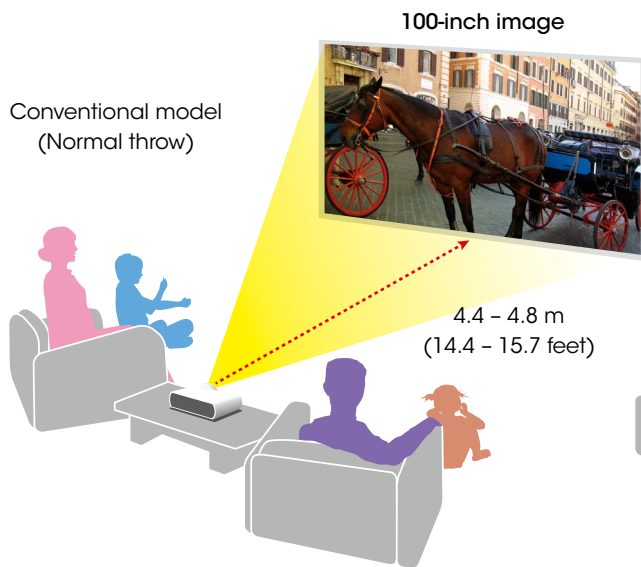 100-inch image
Conventional model
(Normal throw)
4.4 – 4.8 m
(14.4 – 15.7 feet)